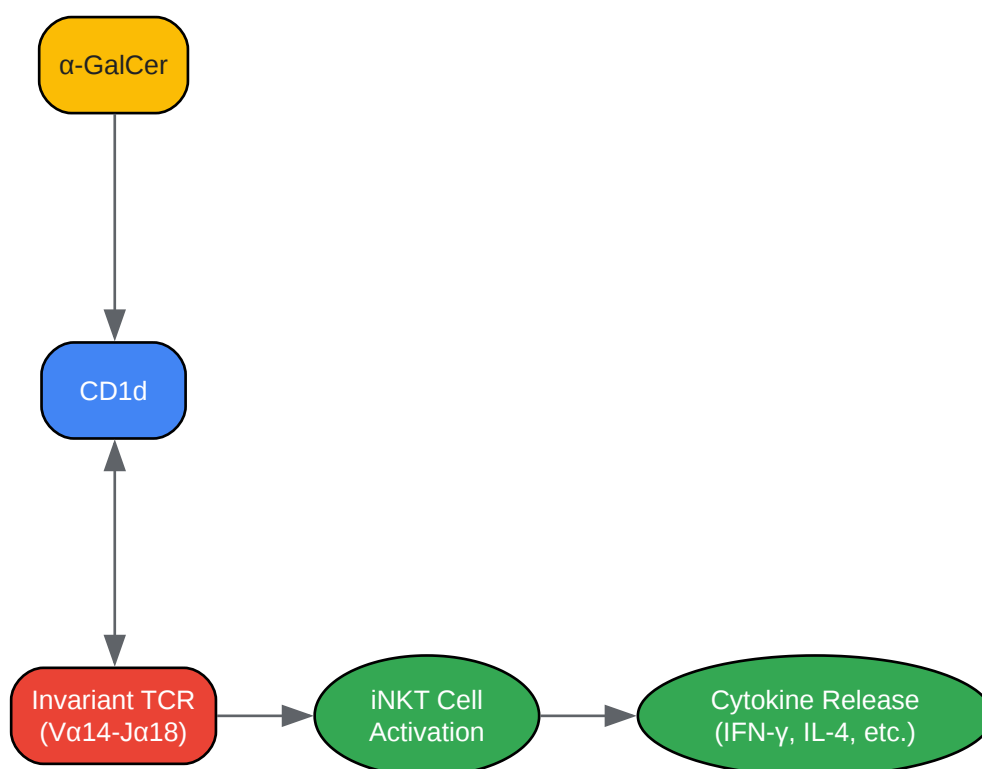 α-GalCer
CD1d
Invariant TCR
(Vα14-Jα18)
iNKT Cell
Activation
Cytokine Release
(IFN-γ, IL-4, etc.)